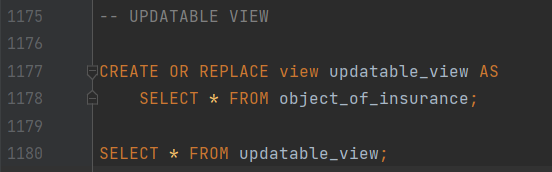 1175 -- UPDATABLE VIEW
1176
1177 CREATE OR REPLACE view updatable_view AS
1178     SELECT * FROM object_of_insurance;
1179
1180 SELECT * FROM updatable_view;